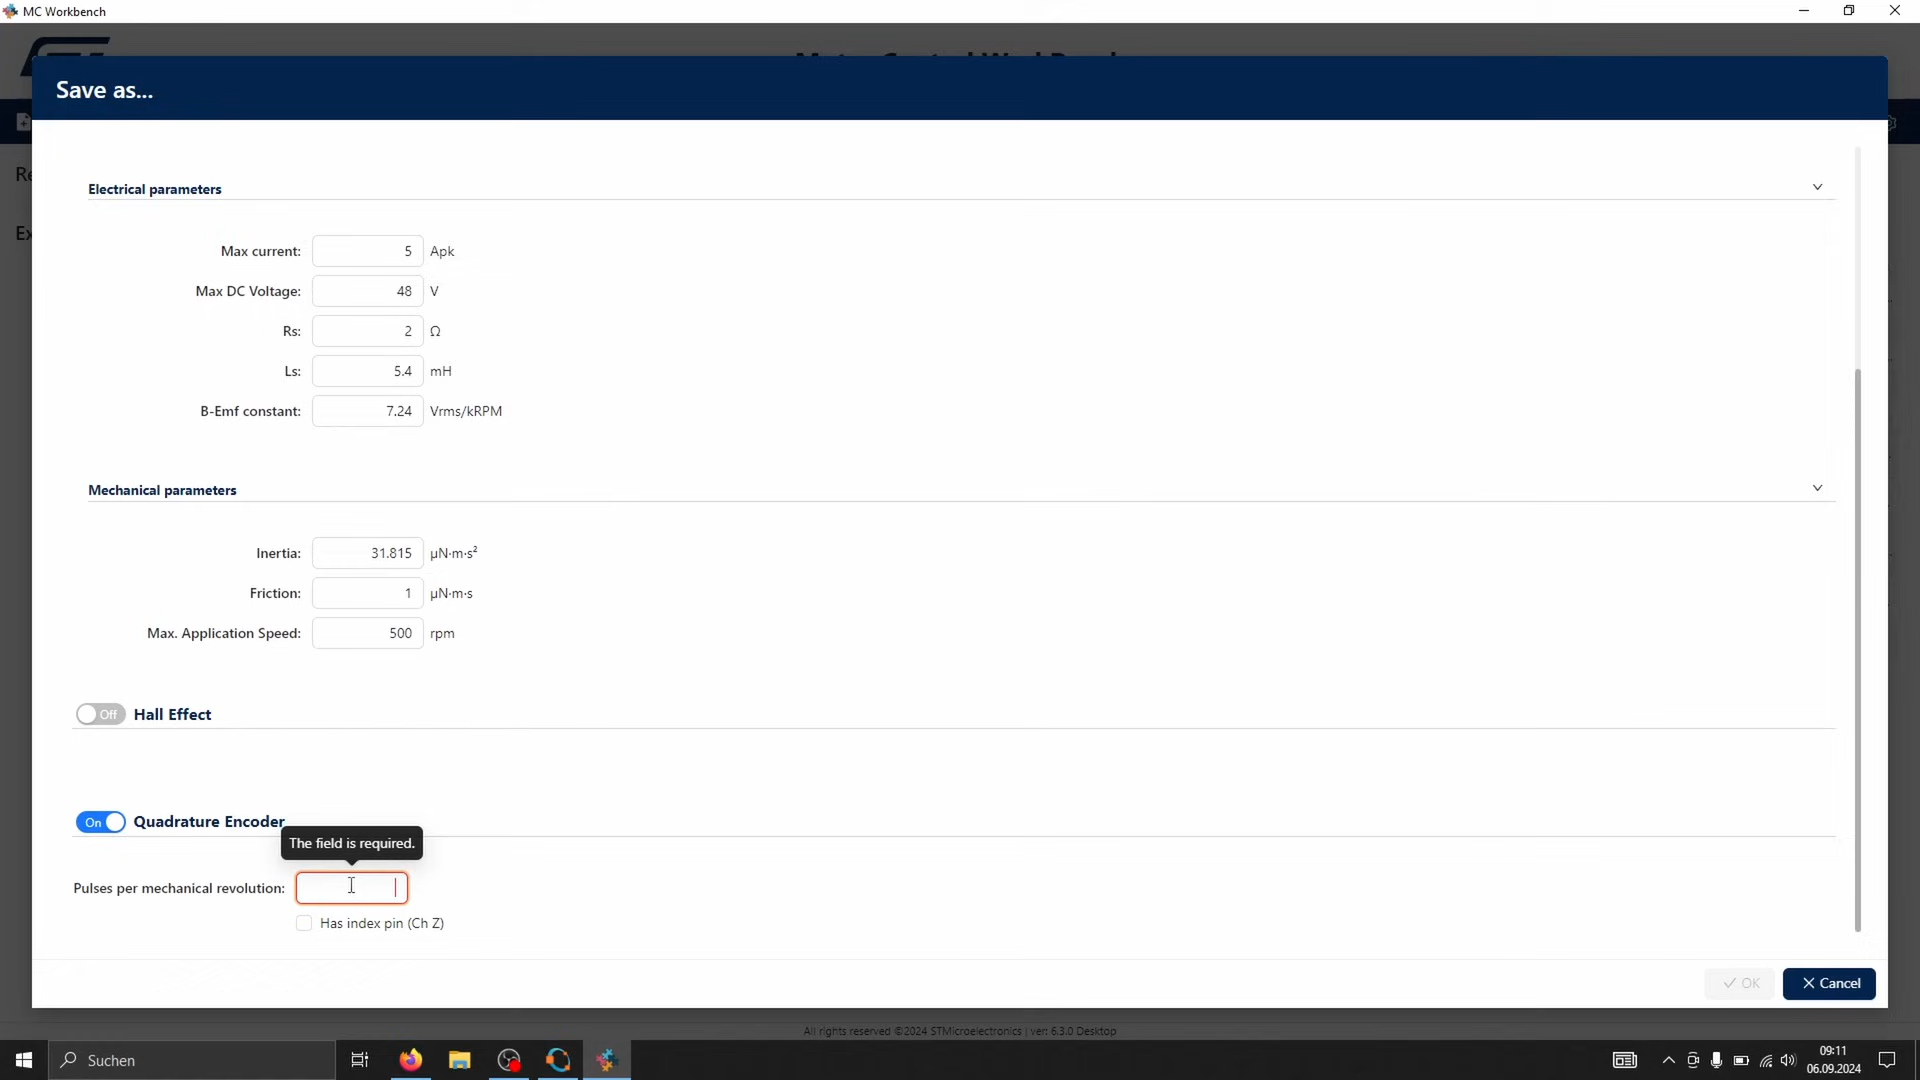 MC Workbench
Save as...
Electrical parameters
Max current: 5 Apk
Max DC Voltage: 48 V
Rs: 2 Ω
Ls: 5.4 mH
B-Emf constant: 7.24 Vrms/kRPM
Mechanical parameters
Inertia: 31.815 µN·m·s²
Friction: 1 µN·m·s
Max. Application Speed: 500 rpm
Off Hall Effect
On Quadrature Encoder
The field is required.
Pulses per mechanical revolution:
Has index pin (Ch Z)
OK Cancel
All rights reserved ©2024 STMicroelectronics | ver: 6.3.0 Desktop
Suchen
09:11
06.09.2024